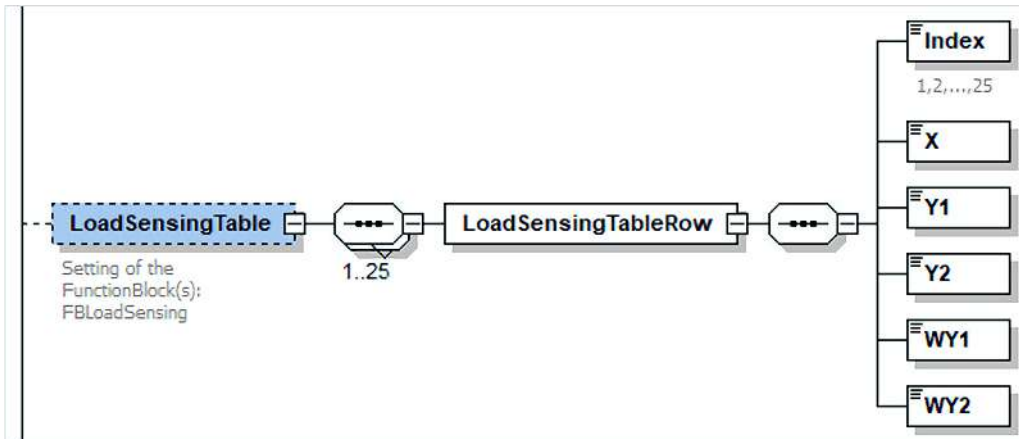 Index
1,2,...,25
X
Y1
LoadSensingTable
LoadSensingTableRow
1..25
Setting of the
FunctionBlock(s):
FBLoadSensing
Y2
WY1
WY2